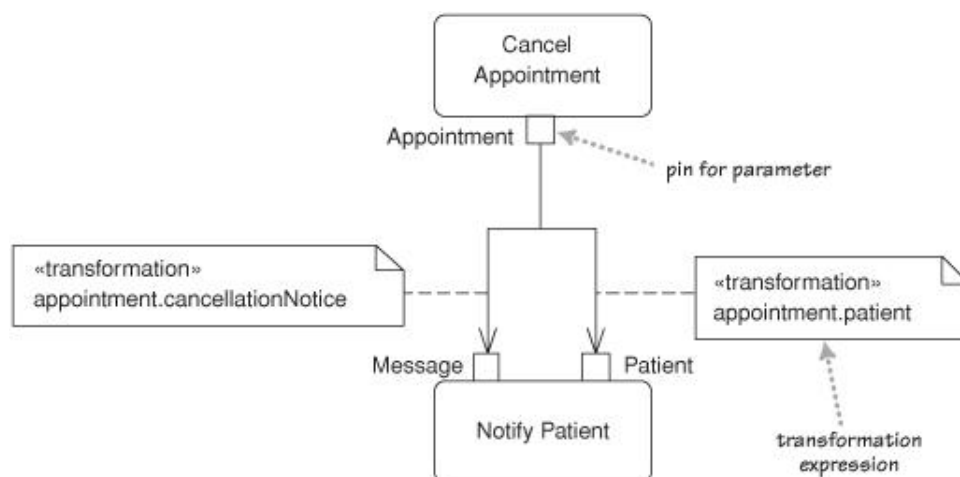 Cancel
Appointment
Appointment
pin for parameter
«transformation»
appointment.cancellationNotice
«transformation»
appointment.patient
Message
Patient
Notify Patient
transformation
expression